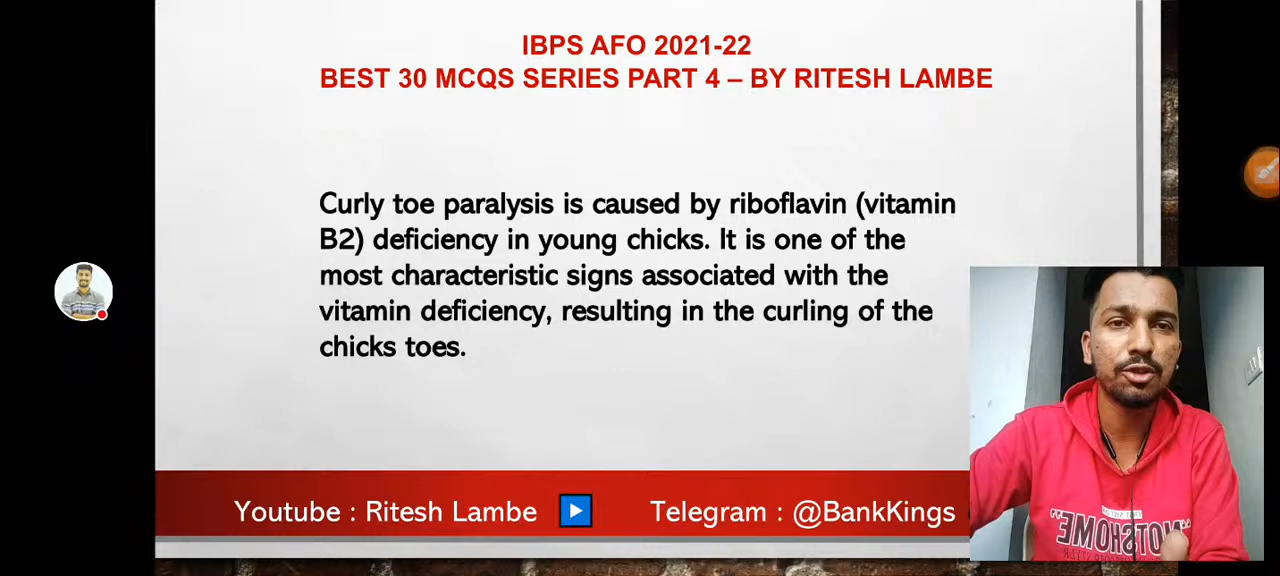 IBPS AFO 2021-22
BEST 30 MCQS SERIES PART 4 – BY RITESH LAMBE
Curly toe paralysis is caused by riboflavin (vitamin
B2) deficiency in young chicks. It is one of the
most characteristic signs associated with the
vitamin deficiency, resulting in the curling of the
chicks toes.
Youtube : Ritesh Lambe
Telegram : @BankKings